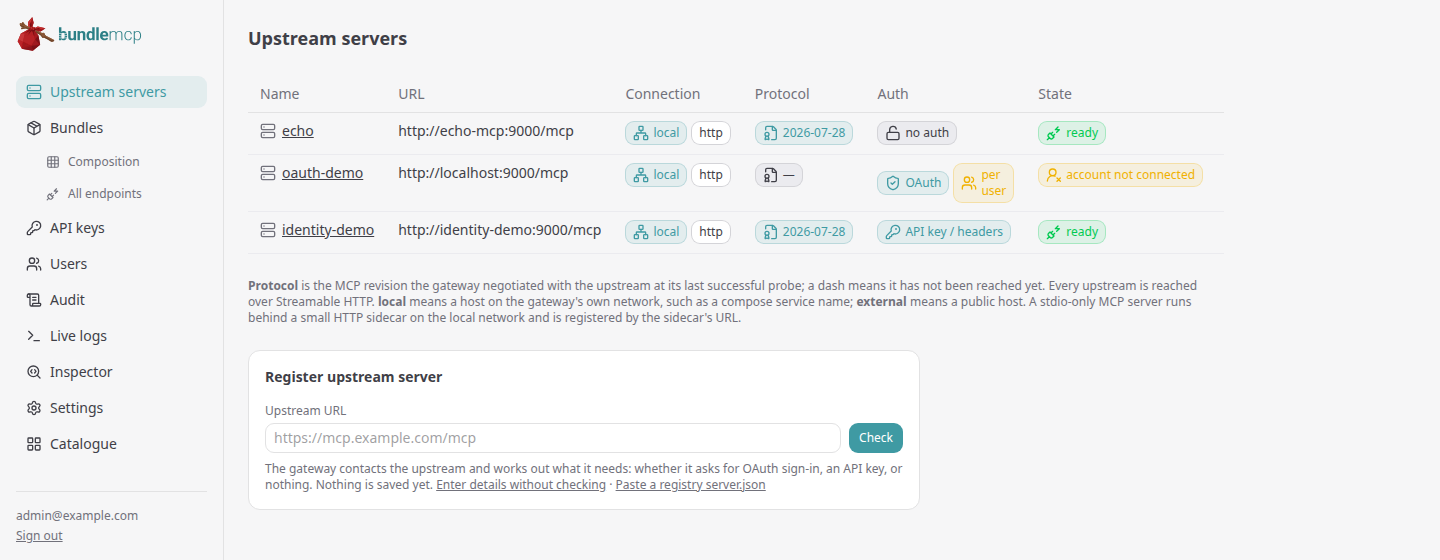 bundlemcp
Upstream servers
Bundles
Composition
All endpoints
API keys
Users
Audit
Live logs
Inspector
Settings
Catalogue
admin@example.com
Sign out
Upstream servers
Name URL Connection Protocol Auth State
echo http://echo-mcp:9000/mcp local http 2026-07-28 no auth ready
oauth-demo http://localhost:9000/mcp local http — OAuth per user account not connected
identity-demo http://identity-demo:9000/mcp local http 2026-07-28 API key / headers ready
Protocol is the MCP revision the gateway negotiated with the upstream at its last successful probe; a dash means it has not been reached yet. Every upstream is reached
over Streamable HTTP. local means a host on the gateway's own network, such as a compose service name; external means a public host. A stdio-only MCP server runs
behind a small HTTP sidecar on the local network and is registered by the sidecar's URL.
Register upstream server
Upstream URL
https://mcp.example.com/mcp Check
The gateway contacts the upstream and works out what it needs: whether it asks for OAuth sign-in, an API key, or
nothing. Nothing is saved yet. Enter details without checking · Paste a registry server.json